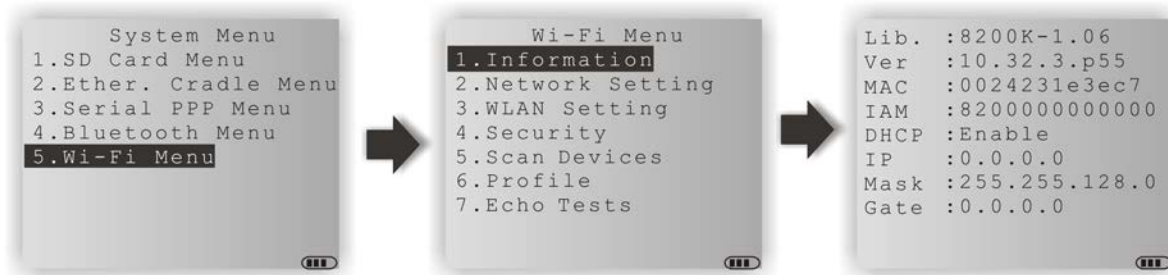 System Menu
1.SD Card Menu
2.Ether. Cradle Menu
3.Serial PPP Menu
4.Bluetooth Menu
5.Wi-Fi Menu
Wi-Fi Menu
1.Information
2.Network Setting
3.WLAN Setting
4.Security
5.Scan Devices
6.Profile
7.Echo Tests
Lib. :8200K-1.06
Ver :10.32.3.p55
MAC :0024231e3ec7
IAM :8200000000000
DHCP :Enable
IP :0.0.0.0
Mask :255.255.128.0
Gate :0.0.0.0